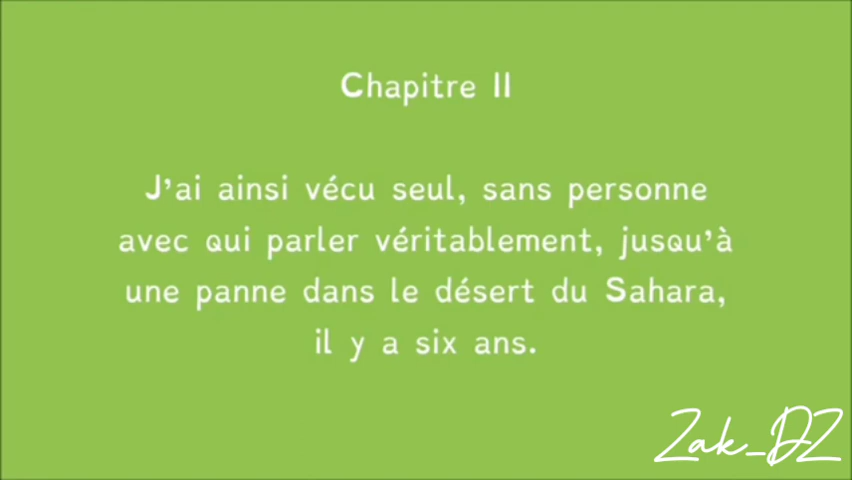 Chapitre II
J'ai ainsi vécu seul, sans personne
avec qui parler véritablement, jusqu'à
une panne dans le désert du Sahara,
il y a six ans.
Zak_DZ